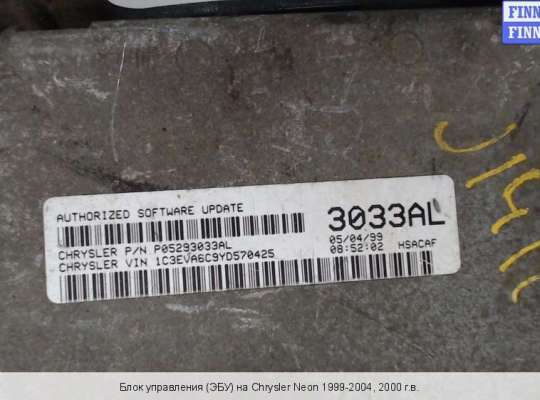 FINN
FINN
AUTHORIZED SOFTWARE UPDATE
CHRYSLER P/N P05293033AL
CHRYSLER VIN 1C3EVA6C9YD570425
3033AL
05/04/99
08:52:02 HSACAF
Блок управления (ЭБУ) на Chrysler Neon 1999-2004, 2000 г.в.